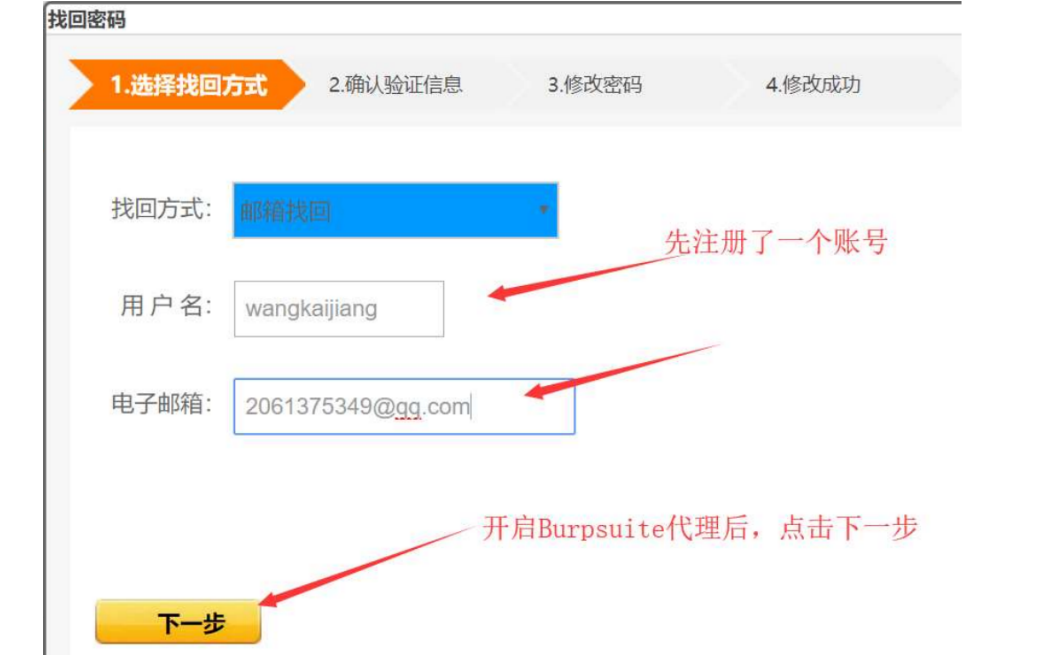 找回密码
1.选择找回方式 2.确认验证信息 3.修改密码 4.修改成功
找回方式: 邮箱找回
先注册了一个账号
用 户 名: wangkaijiang
电子邮箱: 2061375349@qq.com
开启Burpsuite代理后，点击下一步
下一步